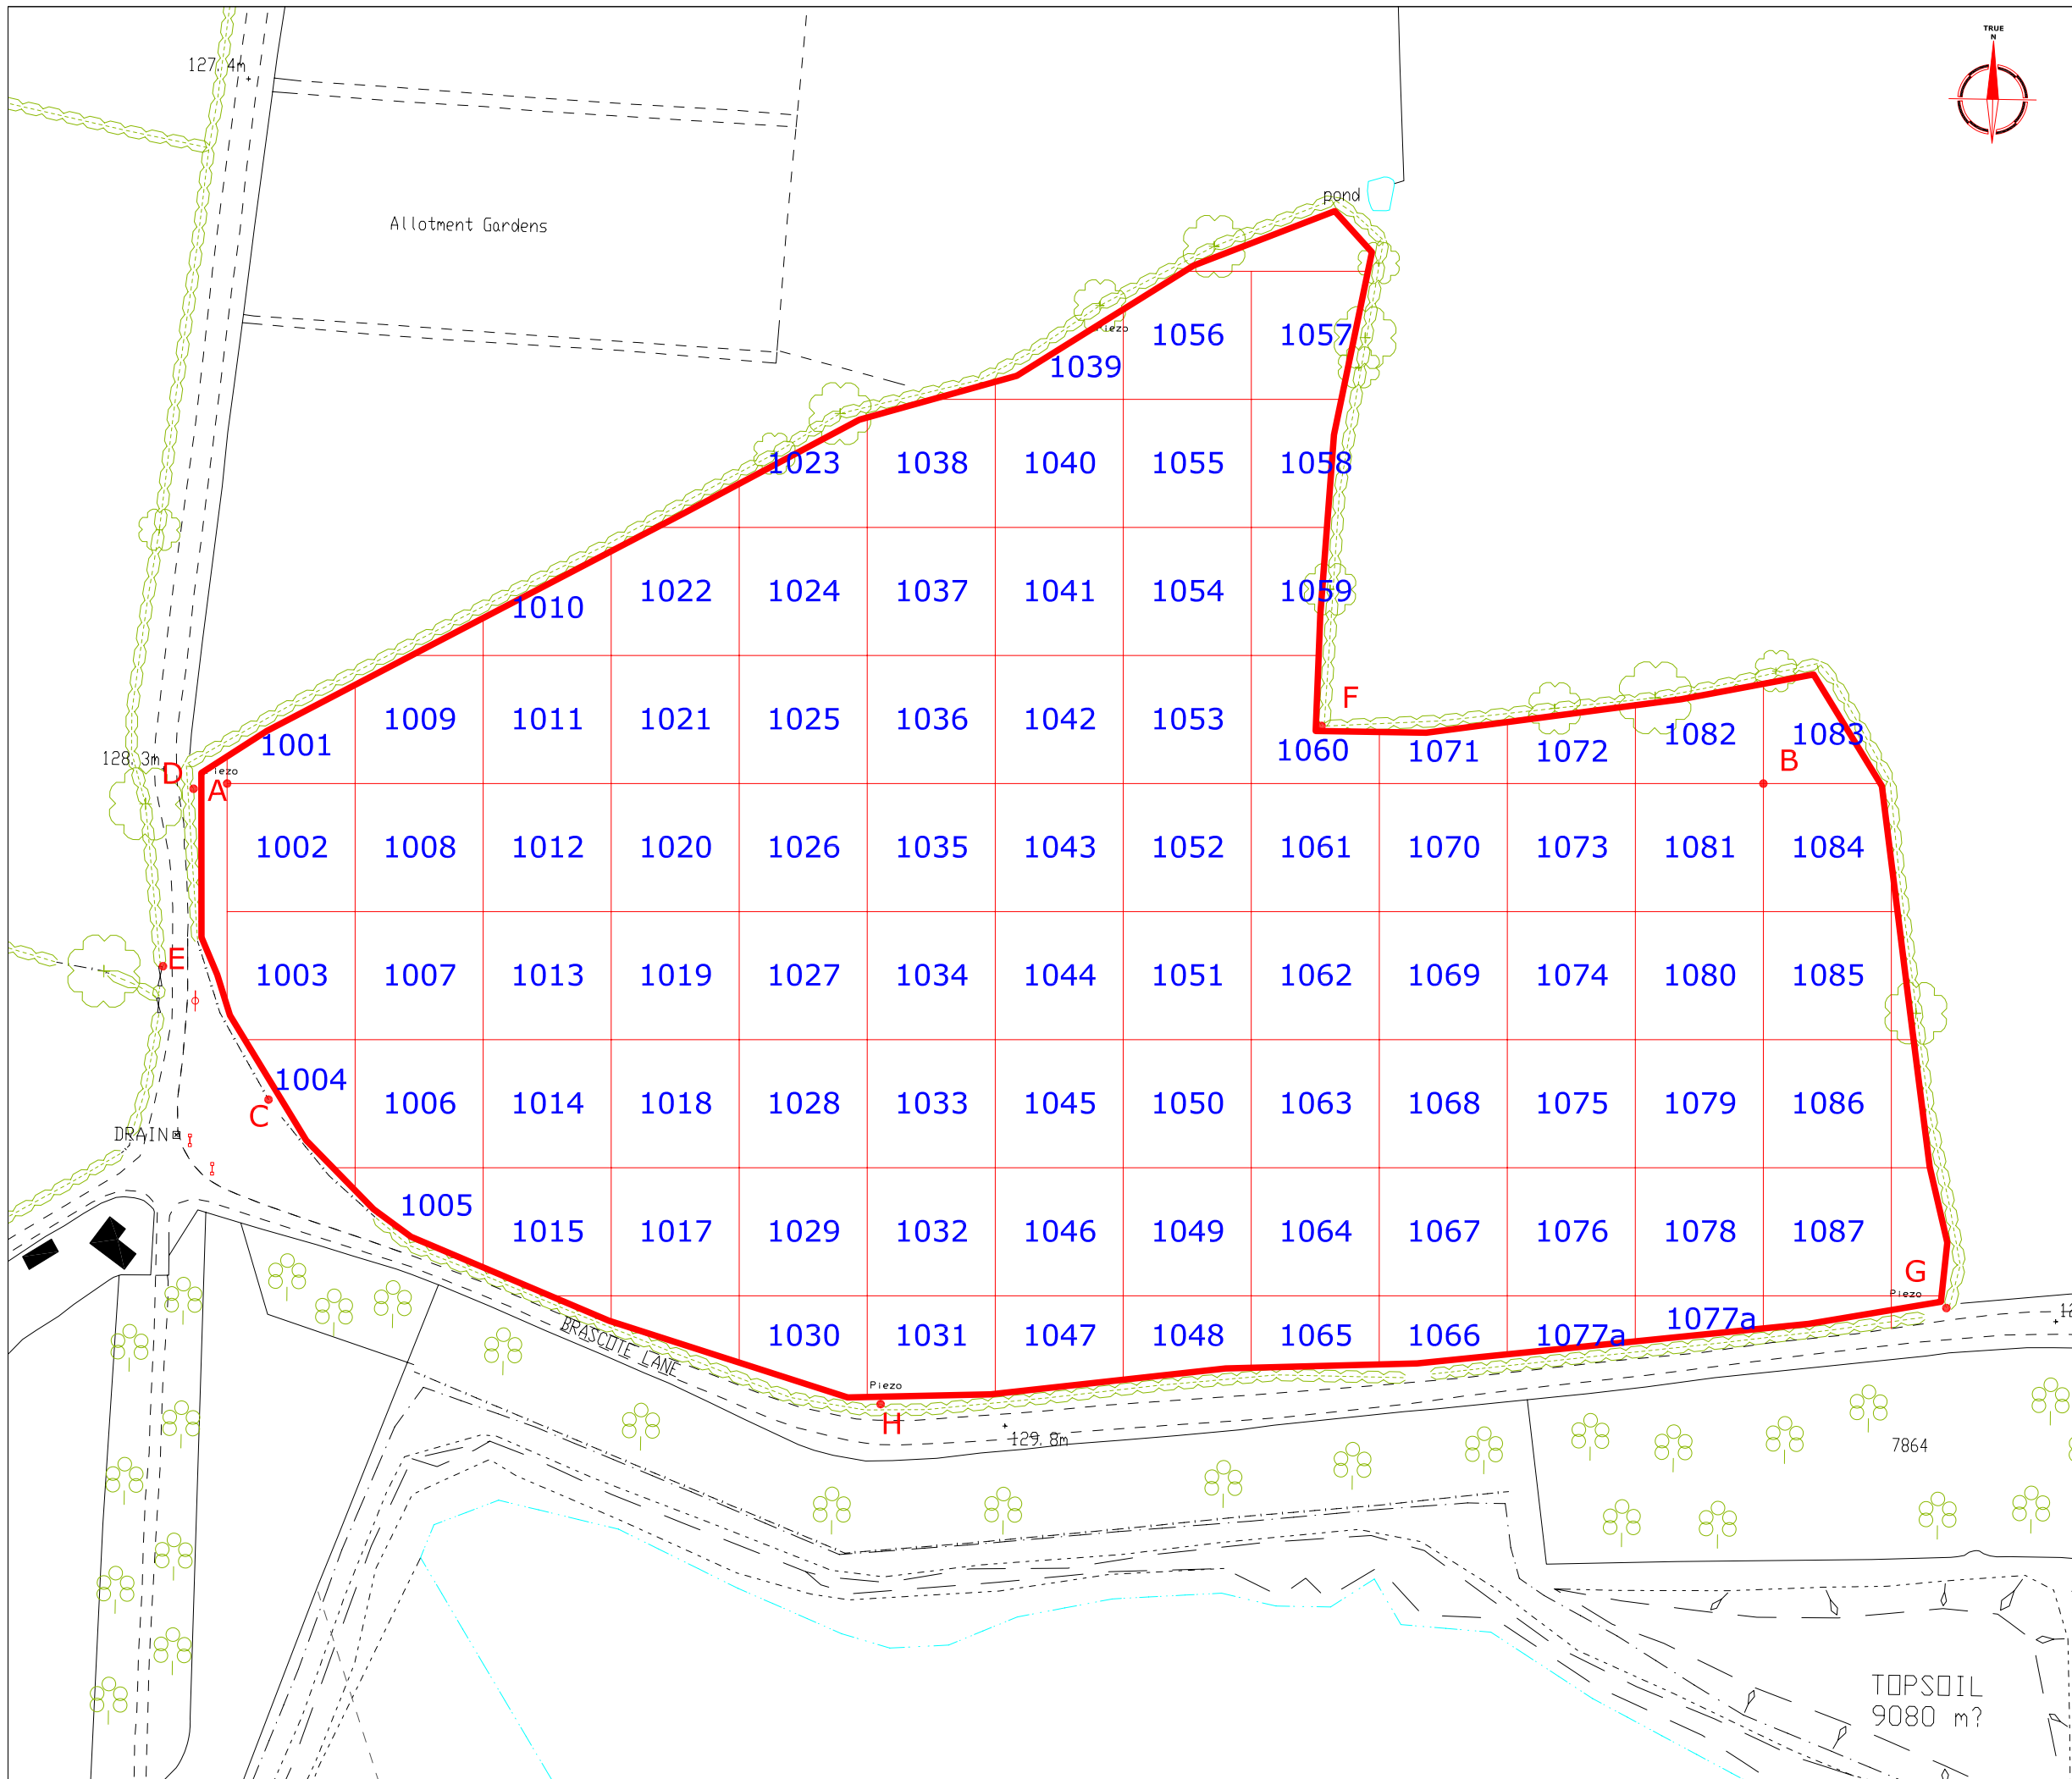 TRUE
N
127.4m
pond
Allotment Gardens
1056 1057
1039
1023 1038 1040 1055 1058
1010 1022 1024 1037 1041 1054 1059
F
1001 1009 1011 1021 1025 1036 1042 1053 1060 1071 1072 1082 1083
128.3m
D A
B
1002 1008 1012 1020 1026 1035 1043 1052 1061 1070 1073 1081 1084
E
1003 1007 1013 1019 1027 1034 1044 1051 1062 1069 1074 1080 1085
1004 1006 1014 1018 1028 1033 1045 1050 1063 1068 1075 1079 1086
C
DRAIN
1005 1015 1017 1029 1032 1046 1049 1064 1067 1076 1078 1087
G
Piezo
1030 1031 1047 1048 1065 1066 1077a 1077a
BRASCOTE LANE
Piezo
H
129.8m
7864
TOPSOIL
9080 m?